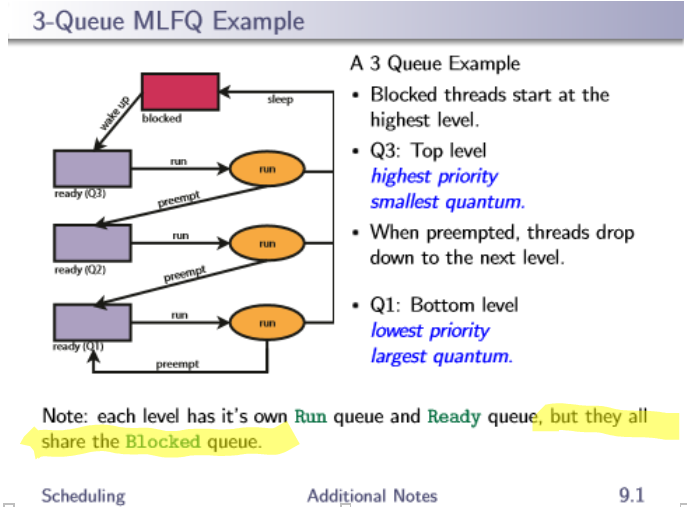 3-Queue MLFQ Example
A 3 Queue Example
• Blocked threads start at the
highest level.
• Q3: Top level
highest priority
smallest quantum.
• When preempted, threads drop
down to the next level.
• Q1: Bottom level
lowest priority
largest quantum.
blocked
sleep
wake up
run
run
ready (Q3)
preempt
run
run
ready (Q2)
preempt
run
run
ready (Q1)
preempt
Note: each level has it's own Run queue and Ready queue, but they all
share the Blocked queue.
Scheduling
Additional Notes
9.1